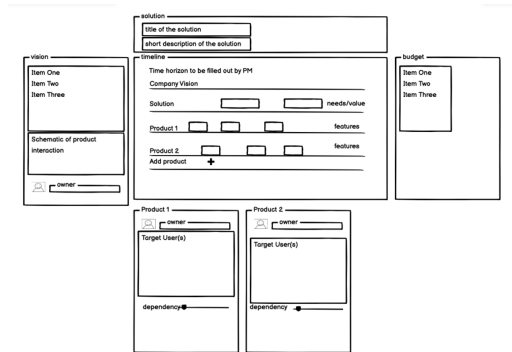 solution
title of the solution
short description of the solution
vision
Item One
Item Two
Item Three
Schematic of product
interaction
owner
timeline
Time horizon to be filled out by PM
Company Vision
Solution needs/value
Product 1 features
Product 2 features
Add product +
budget
Item One
Item Two
Item Three
Product 1
owner
Target User(s)
dependency
Product 2
owner
Target User(s)
dependency